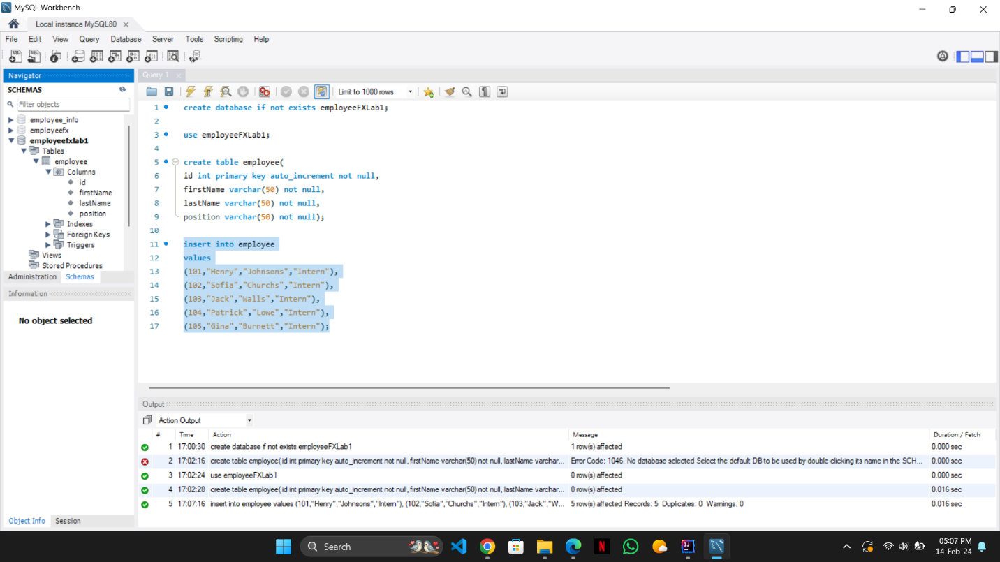 MySQL Workbench
Local instance MySQL80
File Edit View Query Database Server Tools Scripting Help
Navigator
SCHEMAS
Filter objects
employee_info
employeefx
employeefxlab1
Tables
employee
Columns
id
firstName
lastName
position
Indexes
Foreign Keys
Triggers
Views
Stored Procedures
Administration Schemas
Information
No object selected
Object Info Session
Query 1
Limit to 1000 rows
1 create database if not exists employeeFXLab1;
2
3 use employeeFXLab1;
4
5 create table employee(
6 id int primary key auto_increment not null,
7 firstName varchar(50) not null,
8 lastName varchar(50) not null,
9 position varchar(50) not null);
10
11 insert into employee
12 values
13 (101,"Henry","Johnsons","Intern"),
14 (102,"Sofia","Churchs","Intern"),
15 (103,"Jack","Walls","Intern"),
16 (104,"Patrick","Lowe","Intern"),
17 (105,"Gina","Burnett","Intern");
Output
Action Output
# Time Action Message Duration / Fetch
1 17:00:30 create database if not exists employeeFXLab1 1 row(s) affected 0.000 sec
2 17:02:16 create table employee( id int primary key auto_increment not null, firstName varchar(50) not null, lastName varchar... Error Code: 1046. No database selected Select the default DB to be used by double-clicking its name in the SCH... 0.000 sec
3 17:02:24 use employeeFXLab1 0 row(s) affected 0.000 sec
4 17:02:28 create table employee( id int primary key auto_increment not null, firstName varchar(50) not null, lastName varchar... 0 row(s) affected 0.016 sec
5 17:07:16 insert into employee values (101,"Henry","Johnsons","Intern"), (102,"Sofia","Churchs","Intern"), (103,"Jack","W... 5 row(s) affected Records: 5 Duplicates: 0 Warnings: 0 0.016 sec
Search
05:07 PM
14-Feb-24